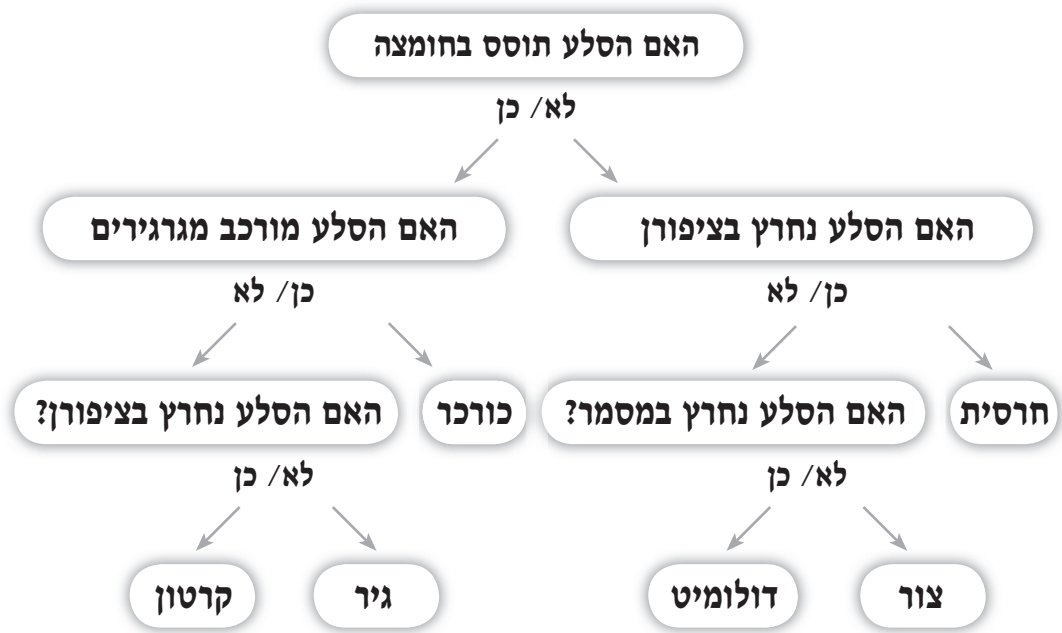 האם הסלע תוסס בחומצה
לא/ כן
האם הסלע נחרץ בציפורן
האם הסלע מורכב מגרגירים
כן/ לא
כן/ לא
חרסית
האם הסלע נחרץ במסמר?
כורכר
האם הסלע נחרץ בציפורן?
לא/ כן
לא/ כן
צור
דולומיט
גיר
קרטון